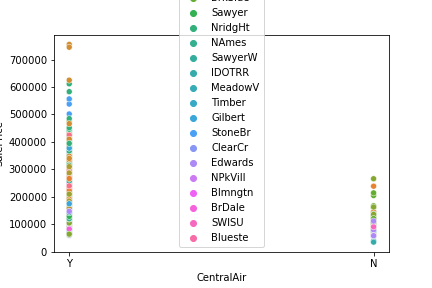 Sawyer
NridgHt
NAmes
SawyerW
IDOTRR
MeadowV
Timber
Gilbert
StoneBr
ClearCr
Edwards
NPkVill
Blmngtn
BrDale
SWISU
Blueste
700000
600000
500000
400000
300000
200000
100000
0
Y
N
CentralAir